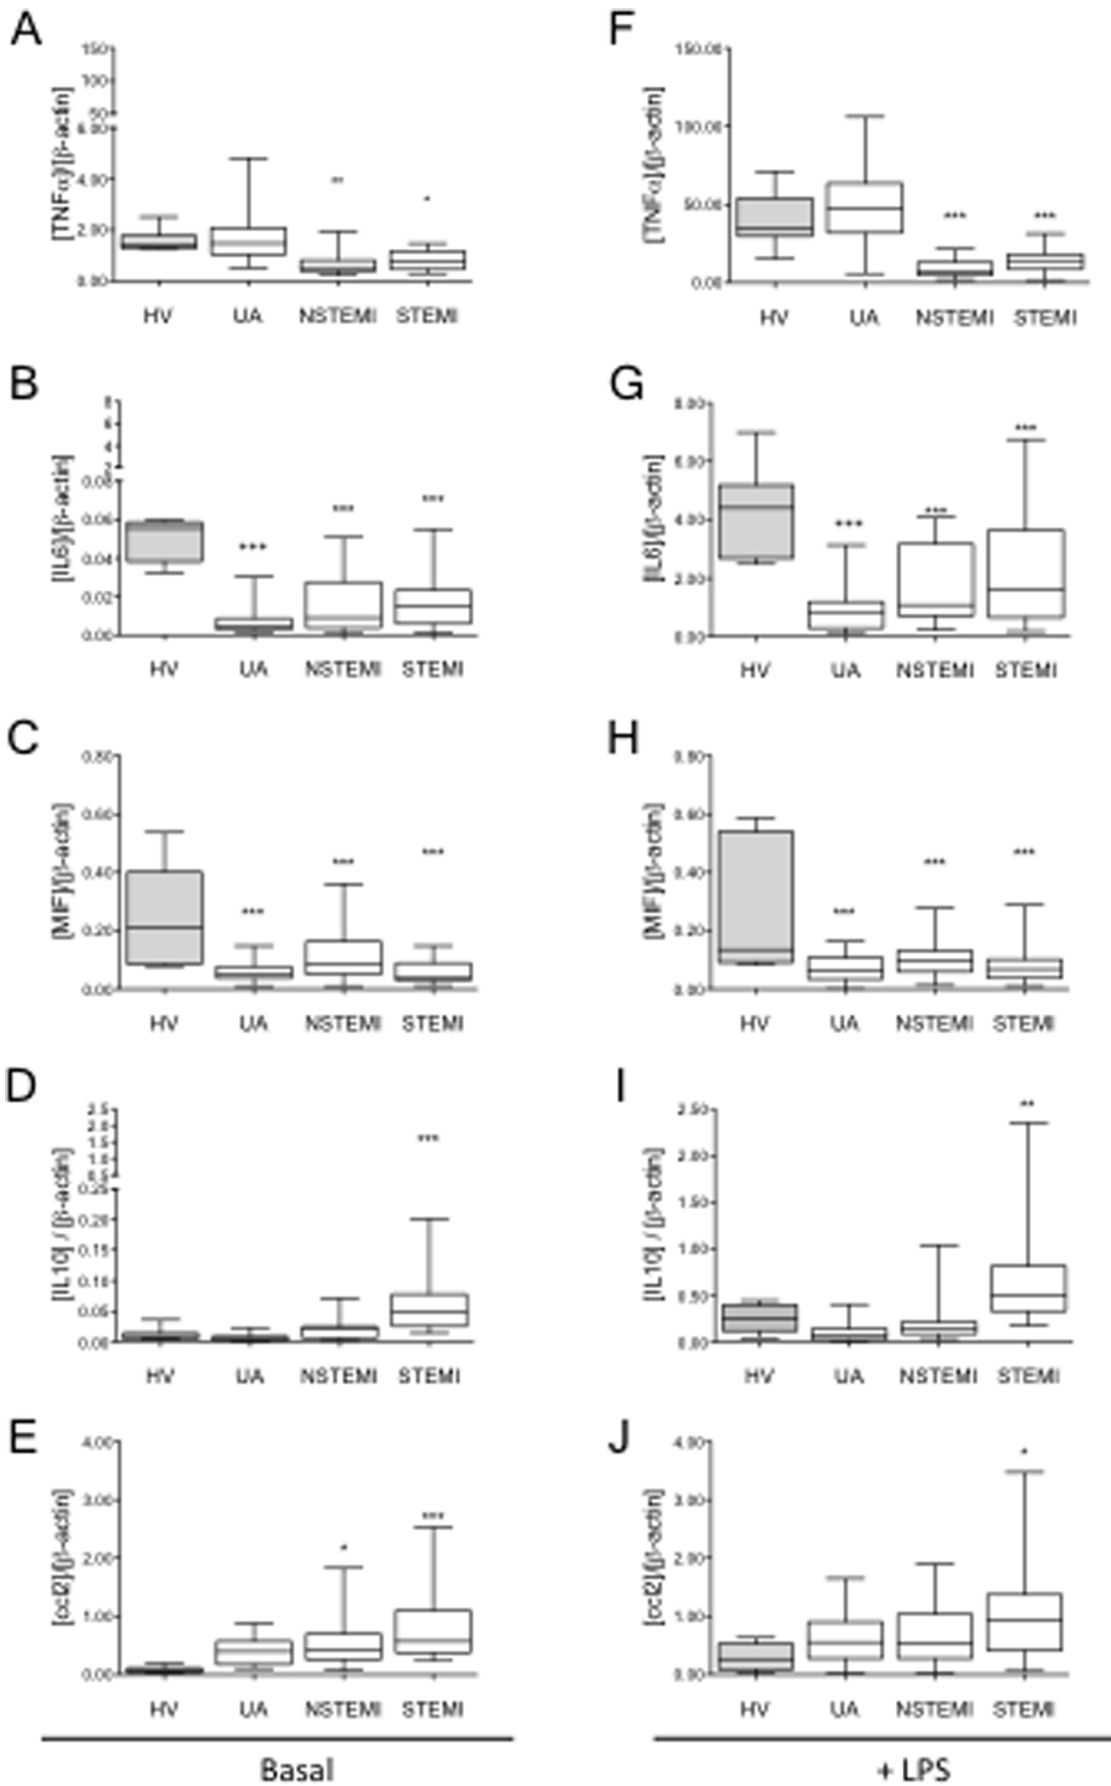 A
150
100
50
6.00
4.00
2.00
0.00
[TNFα]/[β-actin]
**
*
HV UA NSTEMI STEMI
F
150.00
100.00
50.00
0.00
[TNFα]/[β-actin]
*** ***
HV UA NSTEMI STEMI
B
8
6
4
2
0.08
0.06
0.04
0.02
0.00
[IL6]/[β-actin]
*** *** ***
HV UA NSTEMI STEMI
G
8.00
6.00
4.00
2.00
0.00
[IL6]/[β-actin]
*** *** ***
HV UA NSTEMI STEMI
C
0.80
0.60
0.40
0.20
0.00
[MIF]/[β-actin]
*** *** ***
HV UA NSTEMI STEMI
H
0.80
0.60
0.40
0.20
0.00
[MIF]/[β-actin]
*** *** ***
HV UA NSTEMI STEMI
D
2.5
2.0
1.5
1.0
0.5
0.25
0.20
0.15
0.10
0.05
0.00
[IL10] / [β-actin]
***
HV UA NSTEMI STEMI
I
2.50
2.00
1.50
1.00
0.50
0.00
[IL10] / [β-actin]
**
HV UA NSTEMI STEMI
E
4.00
3.00
2.00
1.00
0.00
[ccl2]/[β-actin]
* ***
HV UA NSTEMI STEMI
J
4.00
3.00
2.00
1.00
0.00
[ccl2]/[β-actin]
*
HV UA NSTEMI STEMI
Basal
+ LPS